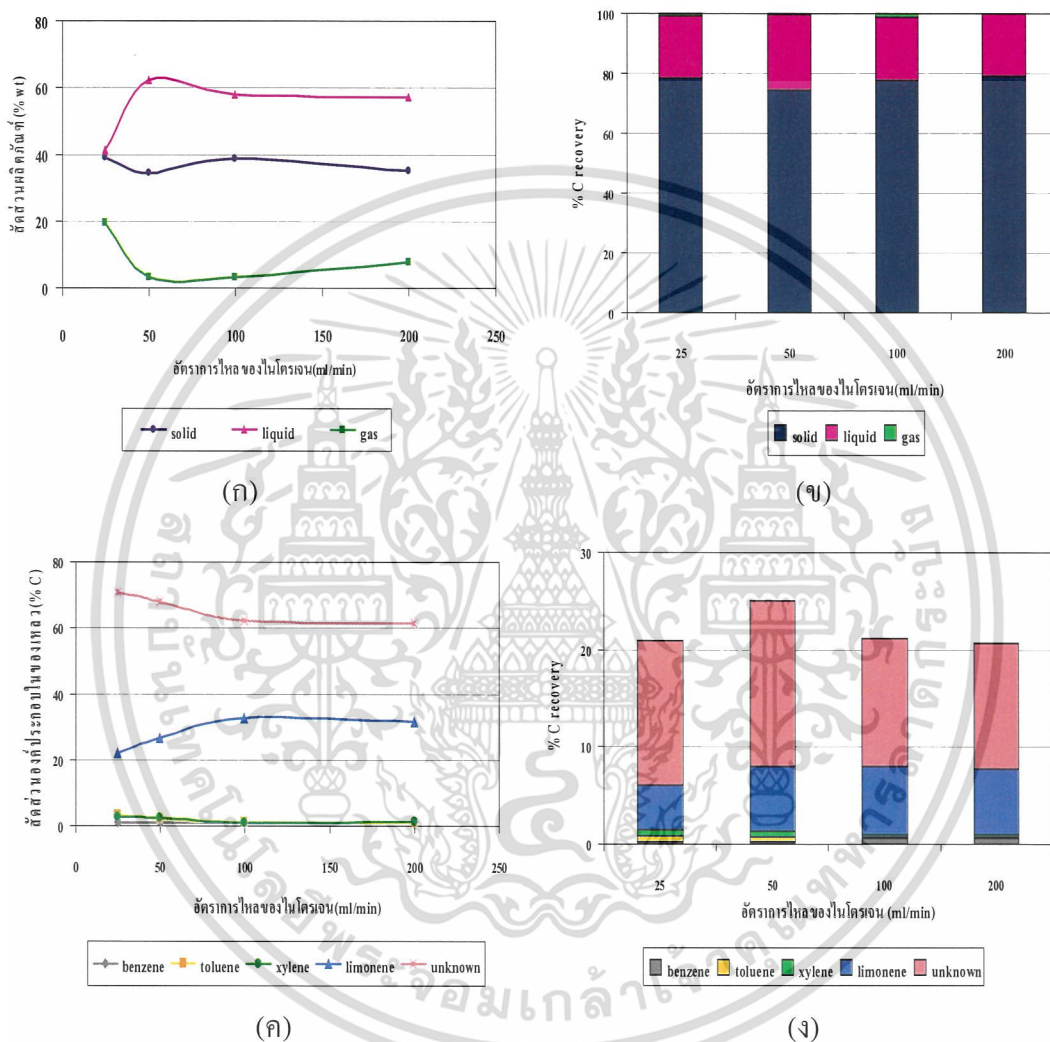 80
60
40
20
0
0 50 100 150 200 250
สัดส่วนผลิตภัณฑ์ (% wt)
อัตราการไหลของไนโตรเจน(ml/min)
solid liquid gas
(ก)
100
80
60
40
20
0
25 50 100 200
% C recovery
อัตราการไหลของไนโตรเจน(ml/min)
solid liquid gas
(ข)
80
60
40
20
0
0 50 100 150 200 250
สัดส่วนองค์ประกอบในของเหลว (% C)
อัตราการไหลของไนโตรเจน(ml/min)
benzene toluene xylene limonene unknown
(ค)
30
20
10
0
25 50 100 200
% C recovery
อัตราการไหลของไนโตรเจน (ml/min)
benzene toluene xylene limonene unknown
(ง)